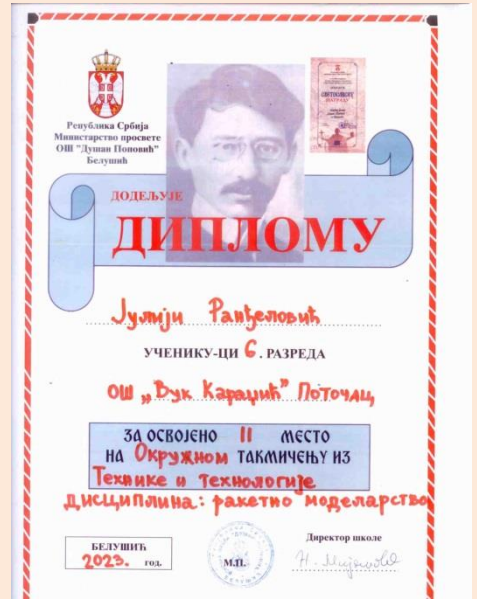 Република Србија
Министарство просвете
ОШ "Душан Поповић"
Белушић
ДОДЕЉУЈЕ
ДИПЛОМУ
Јулији Ранђеловић
УЧЕНИКУ-ЦИ 6. РАЗРЕДА
ОШ „Вук Караџић” Поточац
ЗА ОСВОЈЕНО II МЕСТО
НА Окружном ТАКМИЧЕЊУ ИЗ
Технике и технологије
дисциплина: ракетно моделарство
БЕЛУШИЋ
2023. год.
М.П.
Директор школе